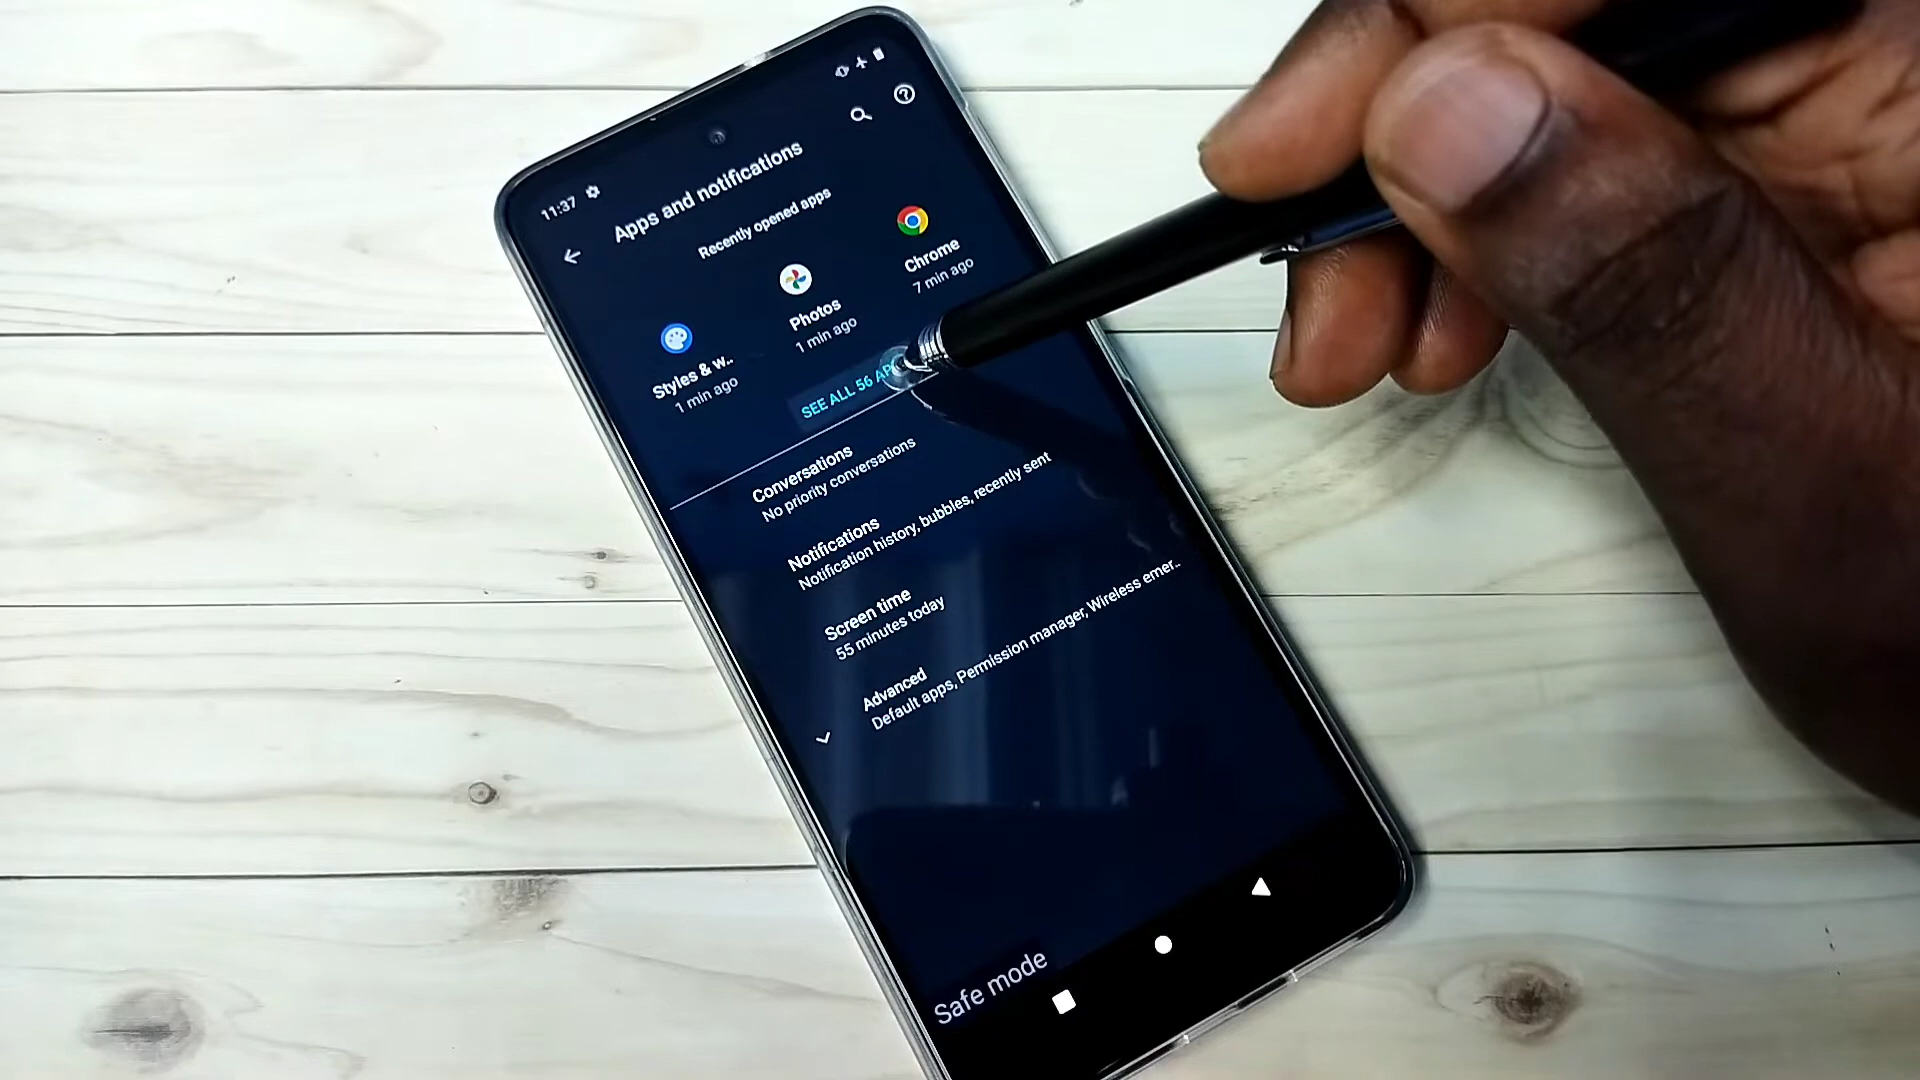 11:37
Apps and notifications
Recently opened apps
Styles & w..
1 min ago
Photos
1 min ago
Chrome
7 min ago
SEE ALL 56
Conversations
No priority conversations
Notifications
Notification history, bubbles, recently sent
Screen time
55 minutes today
Advanced
Default apps, Permission manager, Wireless emer..
Safe mode